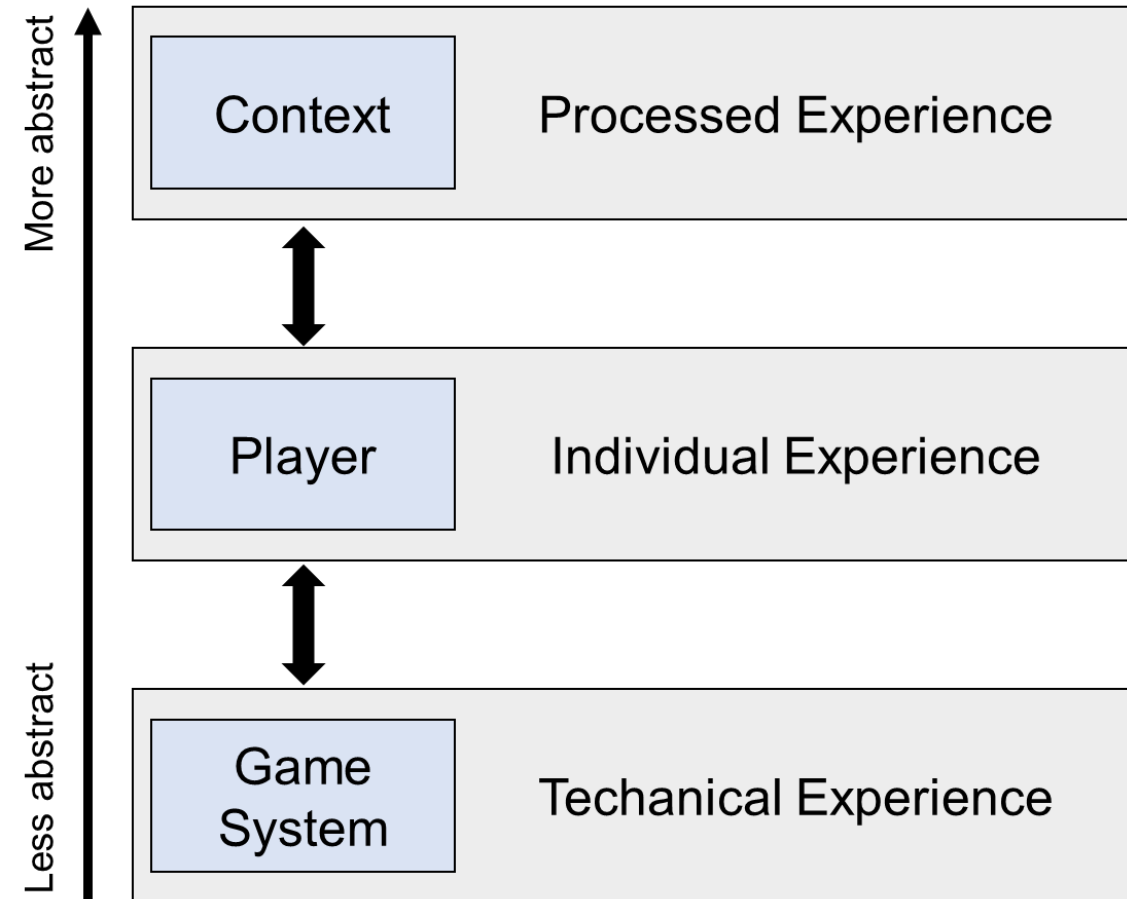 More abstract
Context
Processed Experience
Player
Individual Experience
Less abstract
Game
System
Techanical Experience